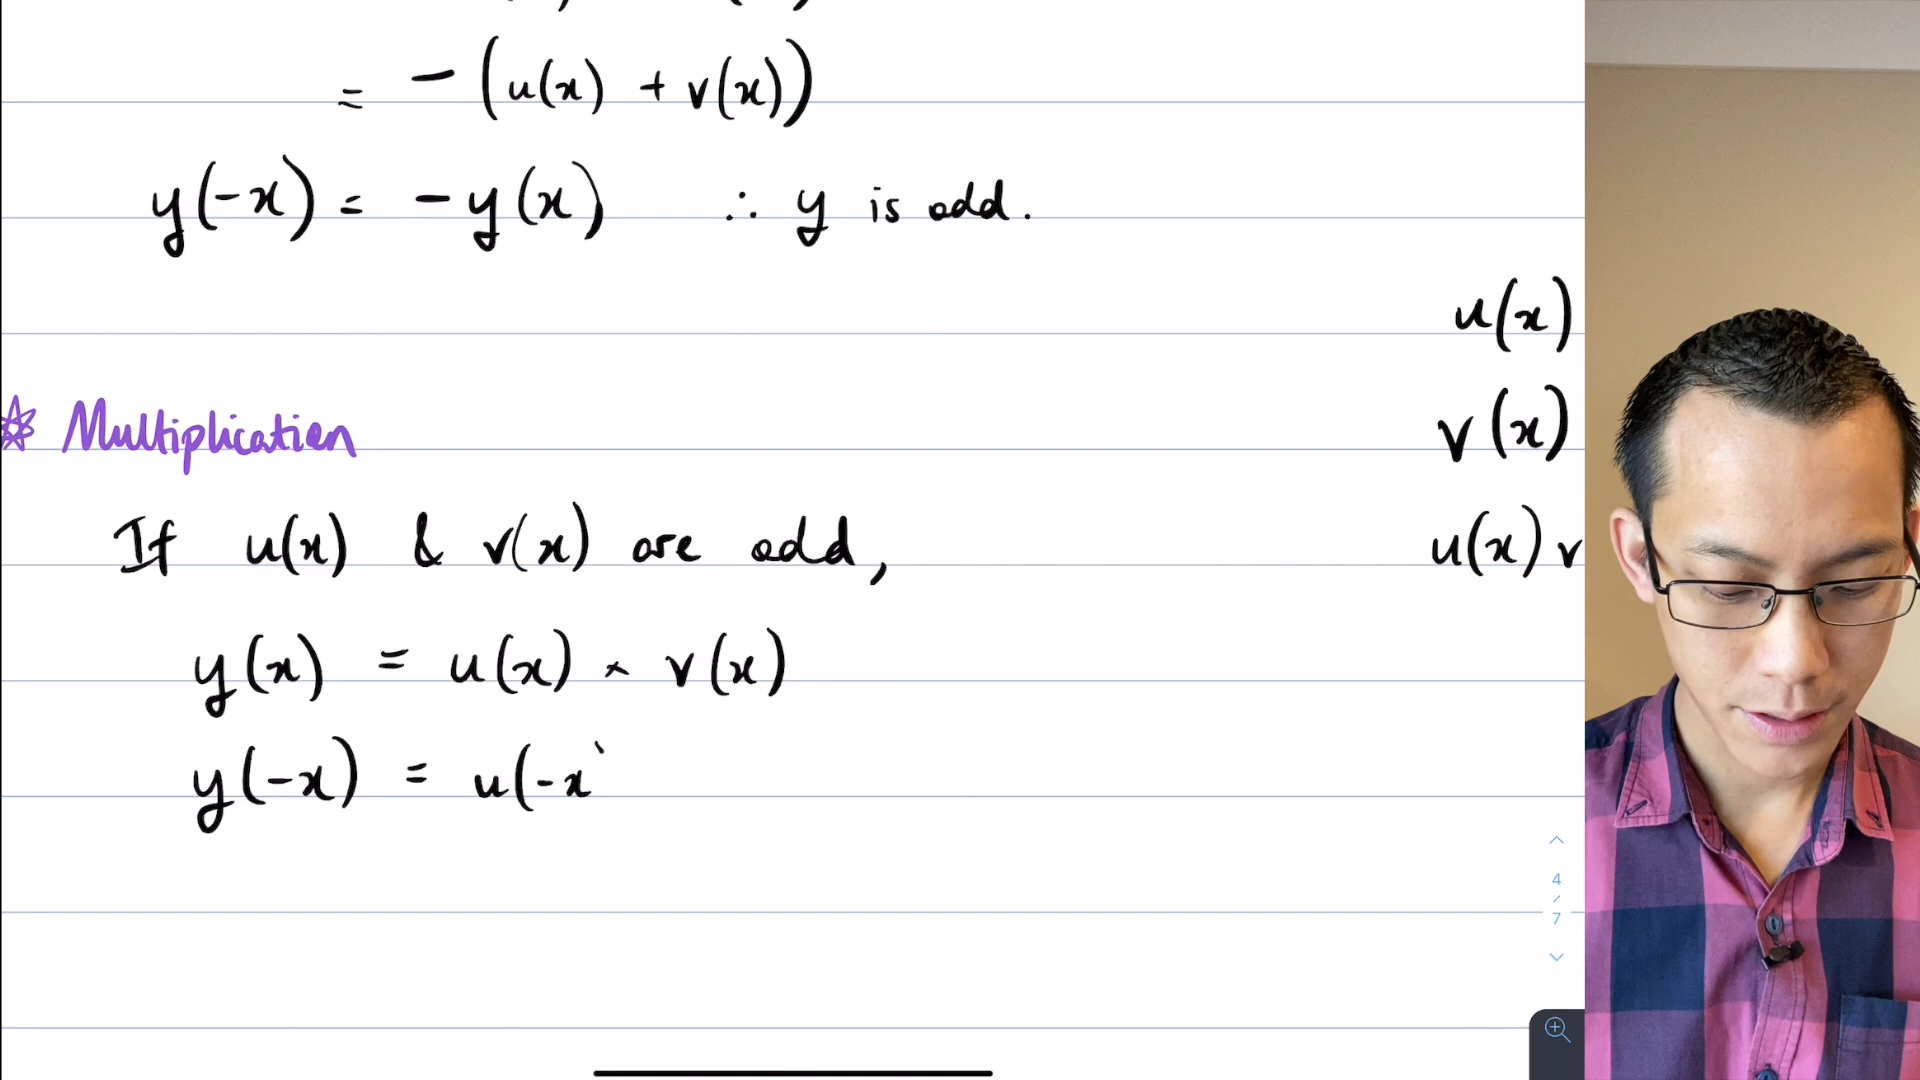 = - (u(x) + v(x))
y(-x) = - y(x) ∴ y is odd.
u(x)
v(x)
u(x) v
* Multiplication
If u(x) & v(x) are odd,
y(x) = u(x) × v(x)
y(-x) = u(-x)
4
/
7